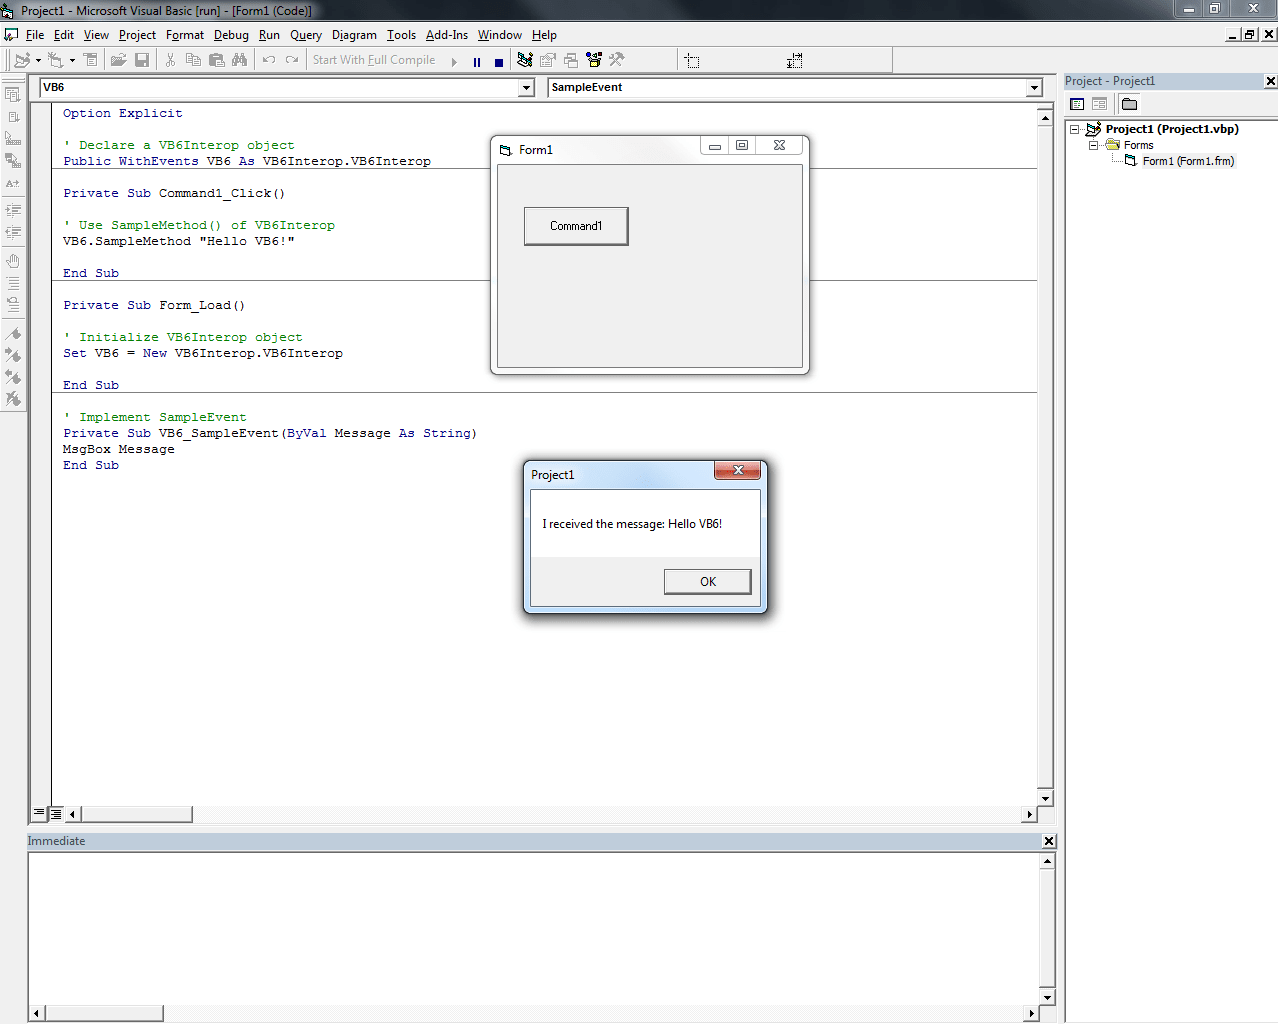 Project1 - Microsoft Visual Basic [run] - [Form1 (Code)]
File Edit View Project Format Debug Run Query Diagram Tools Add-Ins Window Help
Start With Full Compile
VB6
SampleEvent
Option Explicit
' Declare a VB6Interop object
Public WithEvents VB6 As VB6Interop.VB6Interop
Private Sub Command1_Click()
' Use SampleMethod() of VB6Interop
VB6.SampleMethod "Hello VB6!"
End Sub
Private Sub Form_Load()
' Initialize VB6Interop object
Set VB6 = New VB6Interop.VB6Interop
End Sub
' Implement SampleEvent
Private Sub VB6_SampleEvent(ByVal Message As String)
MsgBox Message
End Sub
Form1
Command1
Project1
I received the message: Hello VB6!
OK
Immediate
Project - Project1
Project1 (Project1.vbp)
Forms
Form1 (Form1.frm)